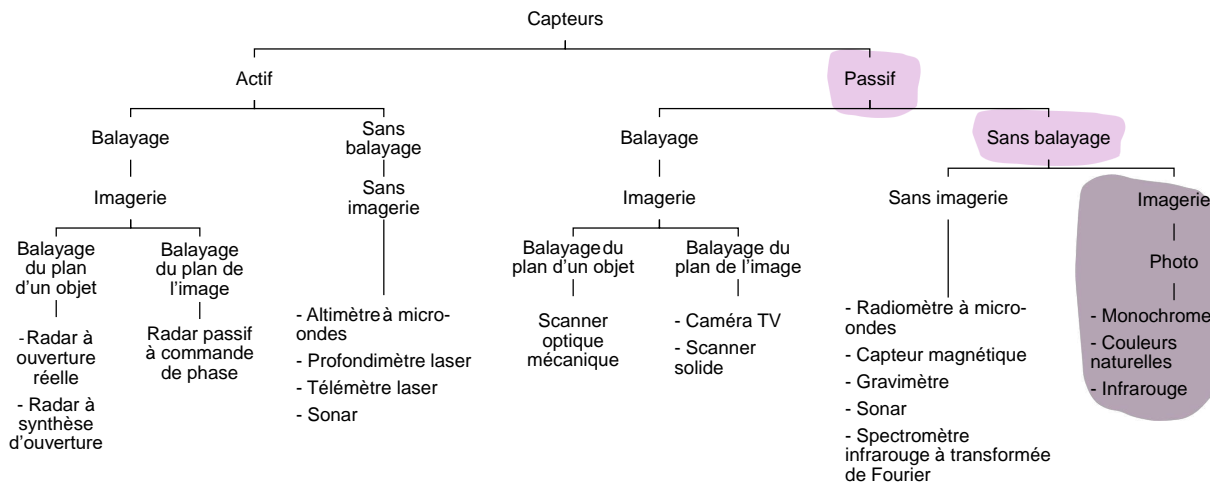 Capteurs
Actif
Passif
Balayage
Sans
balayage
Balayage
Sans balayage
Imagerie
Sans
imagerie
Imagerie
Sans imagerie
Imagerie
Balayage
du plan
d'un objet
Balayage
du plan de
l'image
Balayage du
plan d'un objet
Balayage du
plan de l'image
Photo
- Radar à
ouverture
réelle
- Radar à
synthèse
d'ouverture
Radar passif
à commande
de phase
- Altimètre à micro-
ondes
- Profondimètre laser
- Télémètre laser
- Sonar
Scanner
optique
mécanique
- Caméra TV
- Scanner
solide
- Radiomètre à micro-
ondes
- Capteur magnétique
- Gravimètre
- Sonar
- Spectromètre
infrarouge à transformée
de Fourier
- Monochrome
- Couleurs
naturelles
- Infrarouge